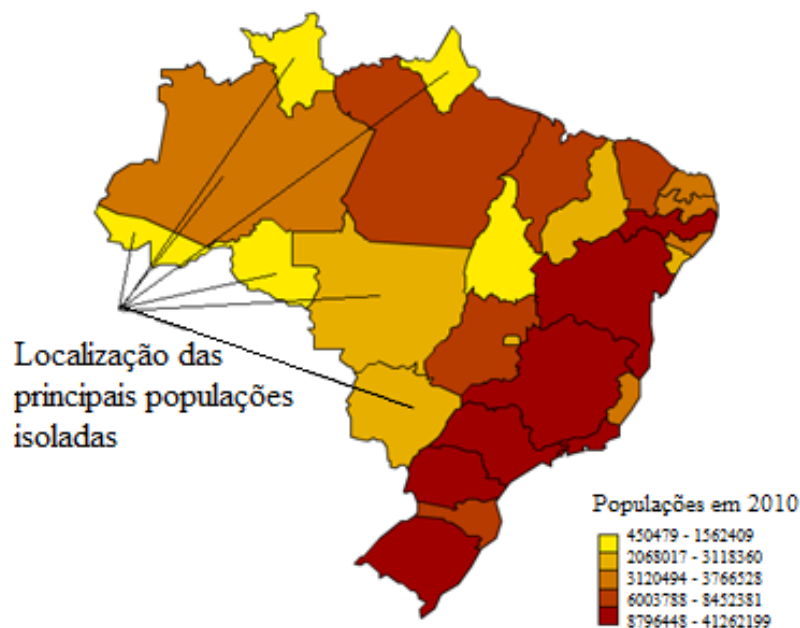 Localização das
principais populações
isoladas
Populações em 2010
450479 - 1562409
2068017 - 3118360
3120494 - 3766528
6003788 - 8452381
8796448 - 41262199